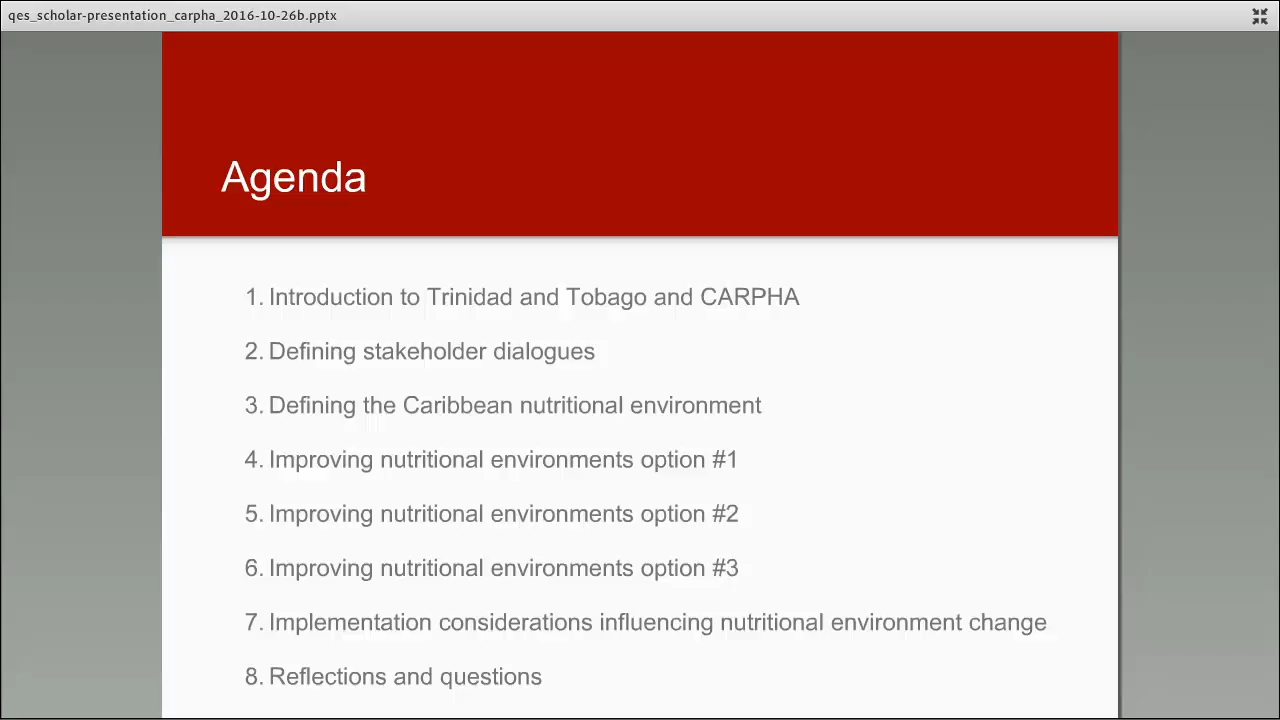 qes_scholar-presentation_carpha_2016-10-26b.pptx
Agenda
1. Introduction to Trinidad and Tobago and CARPHA
2. Defining stakeholder dialogues
3. Defining the Caribbean nutritional environment
4. Improving nutritional environments option #1
5. Improving nutritional environments option #2
6. Improving nutritional environments option #3
7. Implementation considerations influencing nutritional environment change
8. Reflections and questions